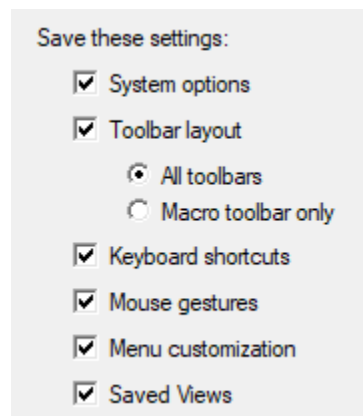 Save these settings:
System options
Toolbar layout
All toolbars
Macro toolbar only
Keyboard shortcuts
Mouse gestures
Menu customization
Saved Views